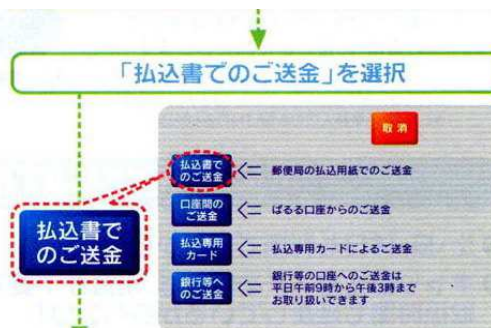 「払込書でのご送金」を選択
取消
払込書で
のご送金
郵便局の払込用紙でのご送金
口座間の
ご送金
ぱるる口座からのご送金
払込専用
カード
払込専用カードによるご送金
銀行等へ
のご送金
銀行等の口座へのご送金は
平日午前9時から午後3時まで
お取り扱いできます
払込書で
のご送金